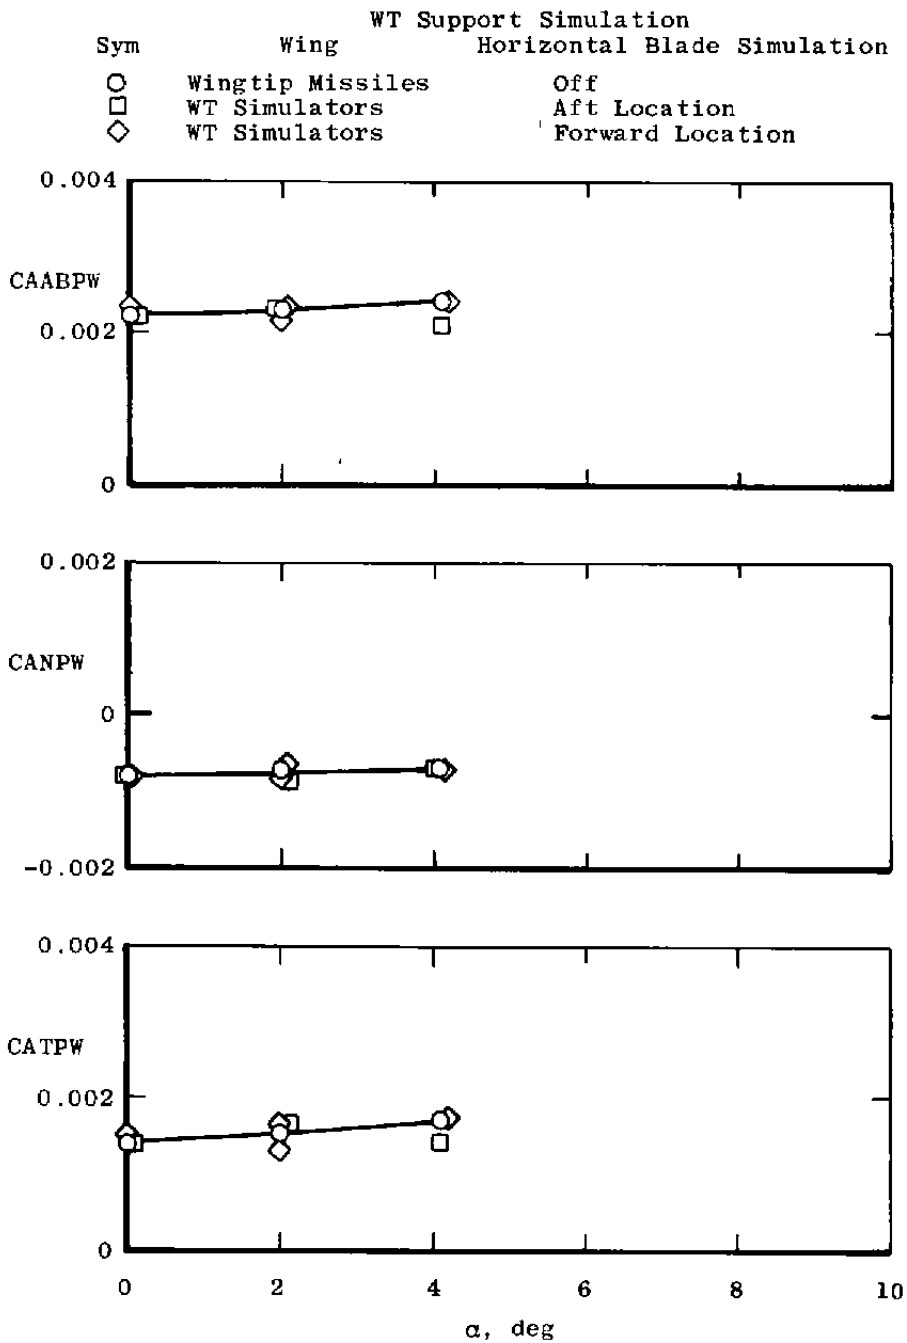 WT Support Simulation
Sym Wing Horizontal Blade Simulation
Wingtip Missiles Off
WT Simulators Aft Location
WT Simulators Forward Location
0.004
CAABPW
0.002
0
0.002
CANPW
0
-0.002
0.004
CATPW
0.002
0
0 2 4 6 8 10
α, deg